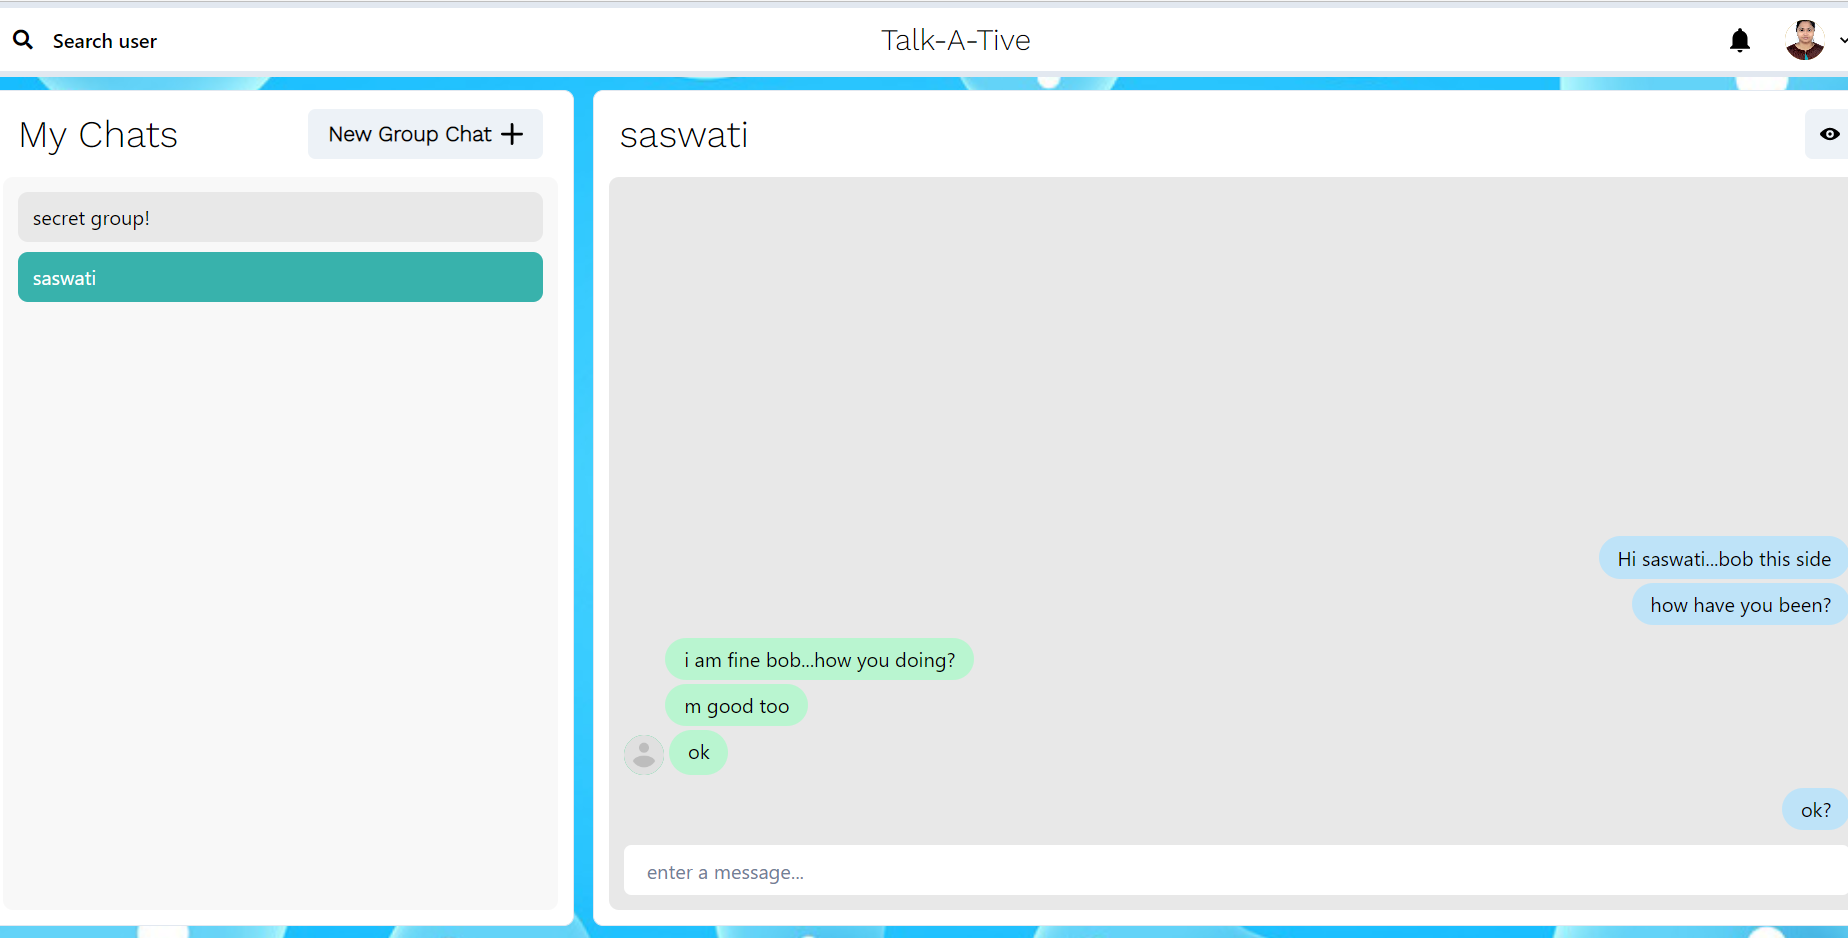 Search user
Talk-A-Tive
My Chats
New Group Chat
secret group!
saswati
saswati
Hi saswati...bob this side
how have you been?
i am fine bob...how you doing?
m good too
ok
ok?
enter a message...